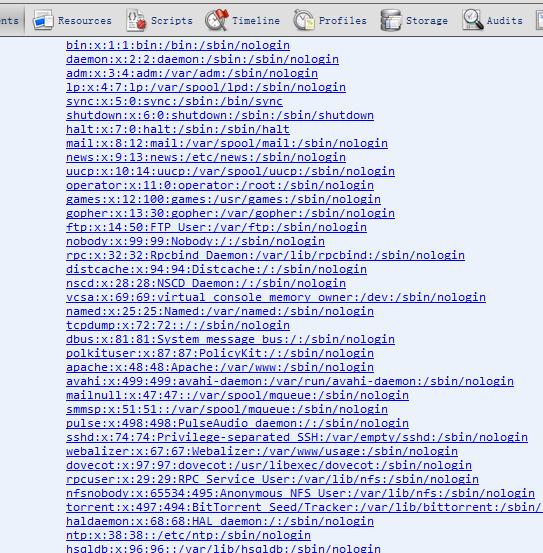 nts Resources Scripts Timeline Profiles Storage Audits
bin:x:1:1:bin:/bin:/sbin/nologin
daemon:x:2:2:daemon:/sbin:/sbin/nologin
adm:x:3:4:adm:/var/adm:/sbin/nologin
lp:x:4:7:lp:/var/spool/lpd:/sbin/nologin
sync:x:5:0:sync:/sbin:/bin/sync
shutdown:x:6:0:shutdown:/sbin:/sbin/shutdown
halt:x:7:0:halt:/sbin:/sbin/halt
mail:x:8:12:mail:/var/spool/mail:/sbin/nologin
news:x:9:13:news:/etc/news:/sbin/nologin
uucp:x:10:14:uucp:/var/spool/uucp:/sbin/nologin
operator:x:11:0:operator:/root:/sbin/nologin
games:x:12:100:games:/usr/games:/sbin/nologin
gopher:x:13:30:gopher:/var/gopher:/sbin/nologin
ftp:x:14:50:FTP User:/var/ftp:/sbin/nologin
nobody:x:99:99:Nobody:/:/sbin/nologin
rpc:x:32:32:Rpcbind Daemon:/var/lib/rpcbind:/sbin/nologin
distcache:x:94:94:Distcache:/:/sbin/nologin
nscd:x:28:28:NSCD Daemon:/:/sbin/nologin
vcsa:x:69:69:virtual console memory owner:/dev:/sbin/nologin
named:x:25:25:Named:/var/named:/sbin/nologin
tcpdump:x:72:72::/:/sbin/nologin
dbus:x:81:81:System message bus:/:/sbin/nologin
polkituser:x:87:87:PolicyKit:/:/sbin/nologin
apache:x:48:48:Apache:/var/www:/sbin/nologin
avahi:x:499:499:avahi-daemon:/var/run/avahi-daemon:/sbin/nologin
mailnull:x:47:47::/var/spool/mqueue:/sbin/nologin
smmsp:x:51:51::/var/spool/mqueue:/sbin/nologin
pulse:x:498:498:PulseAudio daemon:/:/sbin/nologin
sshd:x:74:74:Privilege-separated SSH:/var/empty/sshd:/sbin/nologin
webalizer:x:67:67:Webalizer:/var/www/usage:/sbin/nologin
dovecot:x:97:97:dovecot:/usr/libexec/dovecot:/sbin/nologin
rpcuser:x:29:29:RPC Service User:/var/lib/nfs:/sbin/nologin
nfsnobody:x:65534:495:Anonymous NFS User:/var/lib/nfs:/sbin/nologin
torrent:x:497:494:BitTorrent Seed/Tracker:/var/lib/bittorrent:/sbin/
haldaemon:x:68:68:HAL daemon:/:/sbin/nologin
ntp:x:38:38::/etc/ntp:/sbin/nologin
hsqldb:x:96:96::/var/lib/hsqldb:/sbin/nologin